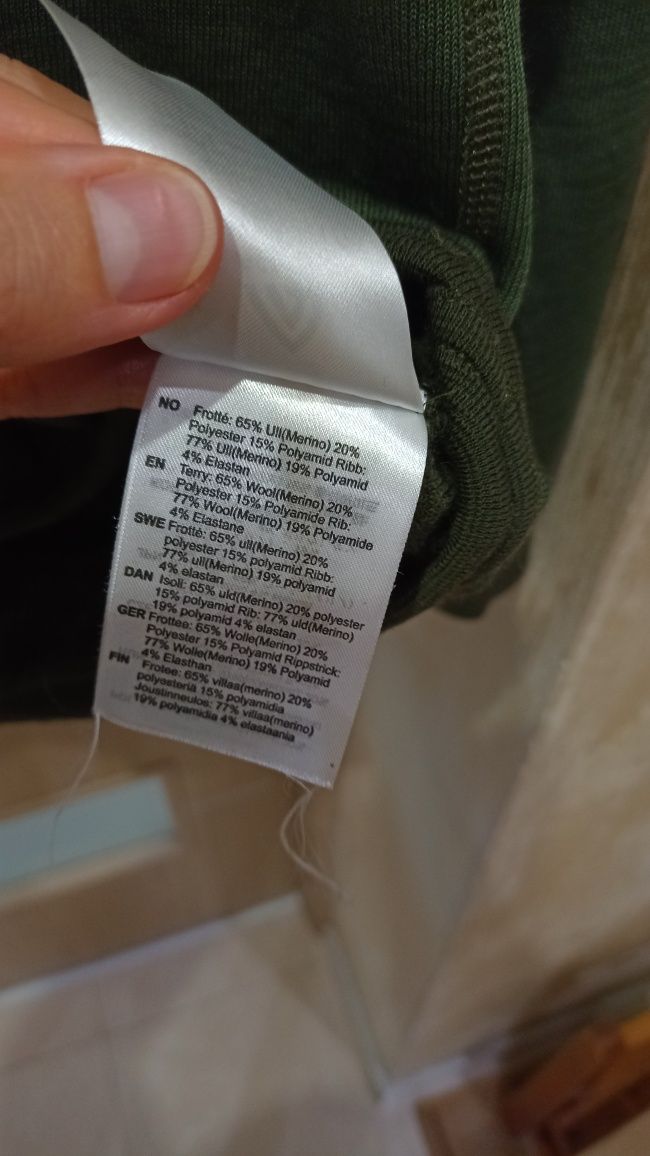 NO Frotté: 65% Ull(Merino) 20%
Polyester 15% Polyamid Ribb:
77% Ull(Merino) 19% Polyamid
4% Elastan
EN Terry: 65% Wool(Merino) 20%
Polyester 15% Polyamide Rib:
77% Wool(Merino) 19% Polyamide
4% Elastane
SWE Frotté: 65% ull(Merino) 20%
polyester 15% polyamid Ribb:
77% ull(Merino) 19% polyamid
4% elastan
DAN Isoli: 65% uld(Merino) 20% polyester
15% polyamid Rib: 77% uld(Merino)
19% polyamid 4% elastan
GER Frottee: 65% Wolle(Merino) 20%
Polyester 15% Polyamid Rippstrick:
77% Wolle(Merino) 19% Polyamid
4% Elasthan
FIN Frotee: 65% villaa(merino) 20%
polyesteria 15% polyamidia
Joustinneulos: 77% villaa(merino)
19% polyamidia 4% elastaania